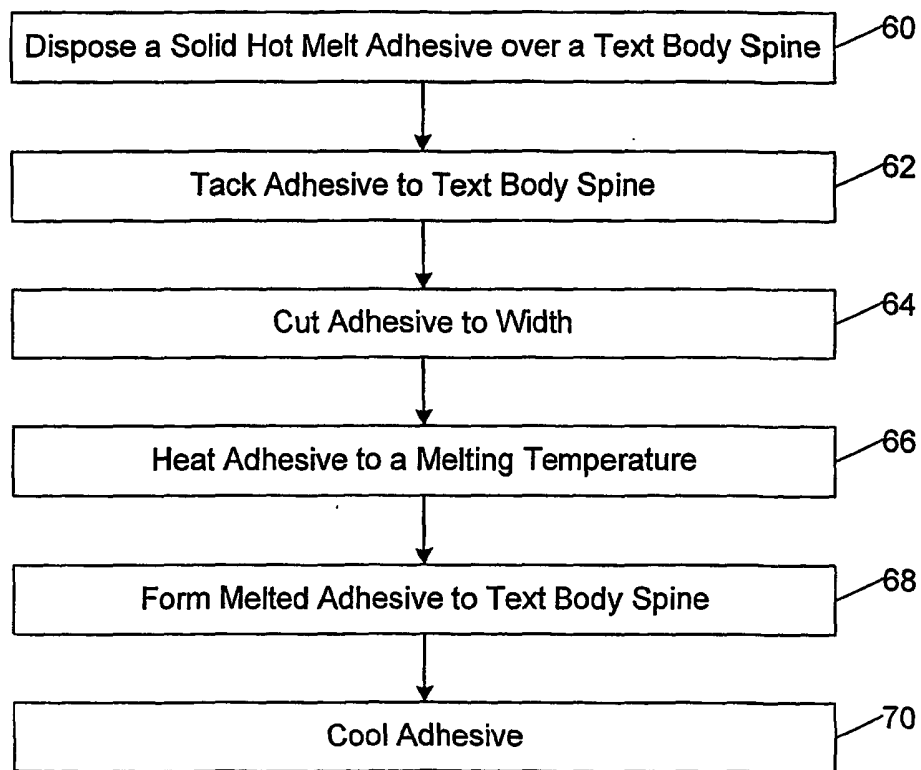 Dispose a Solid Hot Melt Adhesive over a Text Body Spine
60
Tack Adhesive to Text Body Spine
62
Cut Adhesive to Width
64
Heat Adhesive to a Melting Temperature
66
Form Melted Adhesive to Text Body Spine
68
Cool Adhesive
70